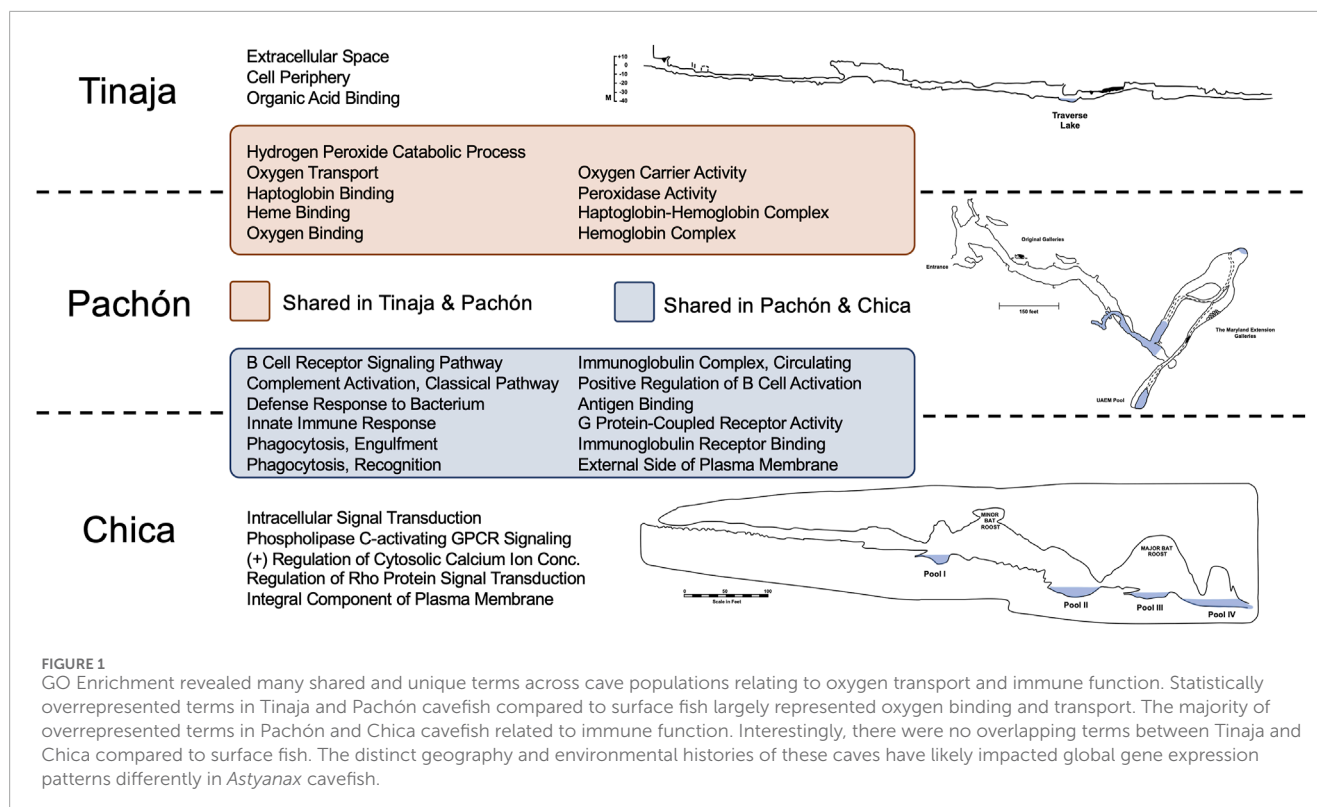 Tinaja
Extracellular Space
Cell Periphery
Organic Acid Binding
+10
0
-10
-20
-30
-40
M
Traverse
Lake
Hydrogen Peroxide Catabolic Process
Oxygen Transport
Haptoglobin Binding
Heme Binding
Oxygen Binding
Oxygen Carrier Activity
Peroxidase Activity
Haptoglobin-Hemoglobin Complex
Hemoglobin Complex
Pachón
Shared in Tinaja & Pachón
Shared in Pachón & Chica
Original Galleries
Entrance
150 feet
The Maryland Extension
Galleries
UAEM Pool
B Cell Receptor Signaling Pathway
Complement Activation, Classical Pathway
Defense Response to Bacterium
Innate Immune Response
Phagocytosis, Engulfment
Phagocytosis, Recognition
Immunoglobulin Complex, Circulating
Positive Regulation of B Cell Activation
Antigen Binding
G Protein-Coupled Receptor Activity
Immunoglobulin Receptor Binding
External Side of Plasma Membrane
Chica
Intracellular Signal Transduction
Phospholipase C-activating GPCR Signaling
(+) Regulation of Cytosolic Calcium Ion Conc.
Regulation of Rho Protein Signal Transduction
Integral Component of Plasma Membrane
MINOR
BAT
ROOST
MAJOR BAT
ROOST
Pool I
Pool II
Pool III
Pool IV
0 50 100
Scale in Feet
FIGURE 1
GO Enrichment revealed many shared and unique terms across cave populations relating to oxygen transport and immune function. Statistically
overrepresented terms in Tinaja and Pachón cavefish compared to surface fish largely represented oxygen binding and transport. The majority of
overrepresented terms in Pachón and Chica cavefish related to immune function. Interestingly, there were no overlapping terms between Tinaja and
Chica compared to surface fish. The distinct geography and environmental histories of these caves have likely impacted global gene expression
patterns differently in Astyanax cavefish.